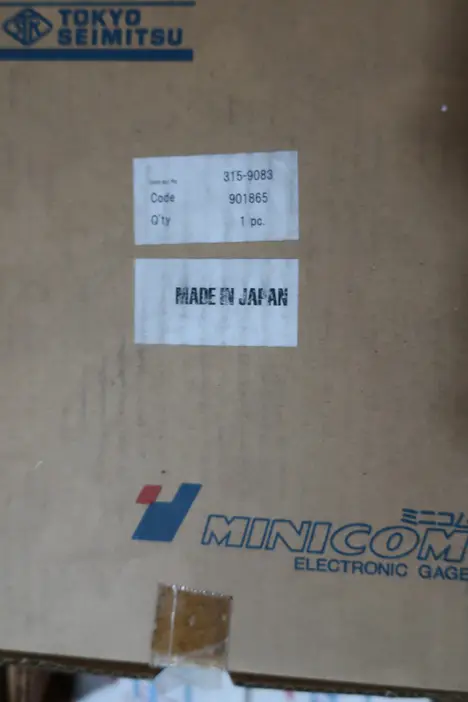 TOKYO
SEIMITSU
315-9083
Code 901865
Q'ty 1 pc.
MADE IN JAPAN
ミニコム
MINICOM
ELECTRONIC GAGE